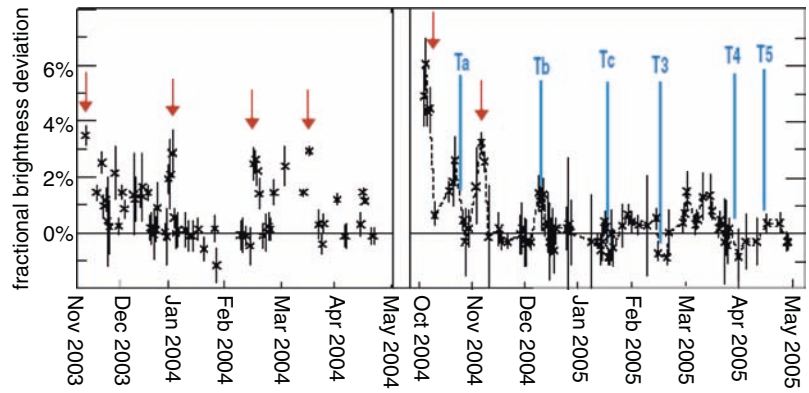 fractional brightness deviation
6%
4%
2%
0%
Ta
Tb
Tc
T3
T4
T5
Nov 2003
Dec 2003
Jan 2004
Feb 2004
Mar 2004
Apr 2004
May 2004
Oct 2004
Nov 2004
Dec 2004
Jan 2005
Feb 2005
Mar 2005
Apr 2005
May 2005